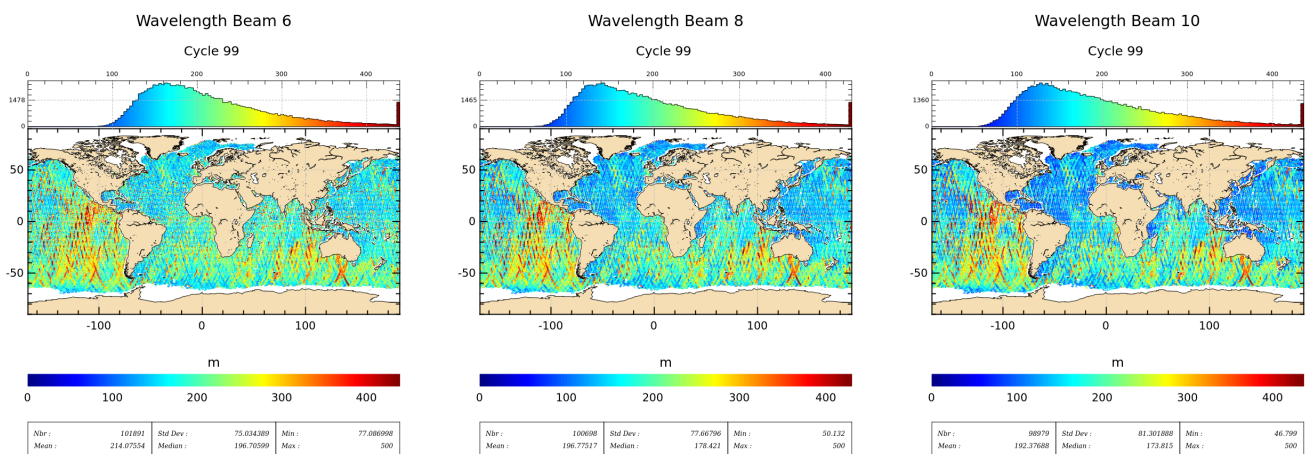 Wavelength Beam 6
Cycle 99
0 100 200 300 400
1478
0
50
0
-50
-100 0 100
m
0 100 200 300 400
Nbr : 101891 Std Dev : 75.034389 Min : 77.086998
Mean : 214.07554 Median : 196.70599 Max : 500
Wavelength Beam 8
Cycle 99
0 100 200 300 400
1465
0
50
0
-50
-100 0 100
m
0 100 200 300 400
Nbr : 100698 Std Dev : 77.66796 Min : 50.132
Mean : 196.77517 Median : 178.421 Max : 500
Wavelength Beam 10
Cycle 99
0 100 200 300 400
1360
0
50
0
-50
-100 0 100
m
0 100 200 300 400
Nbr : 98979 Std Dev : 81.301888 Min : 46.799
Mean : 192.37688 Median : 173.815 Max : 500